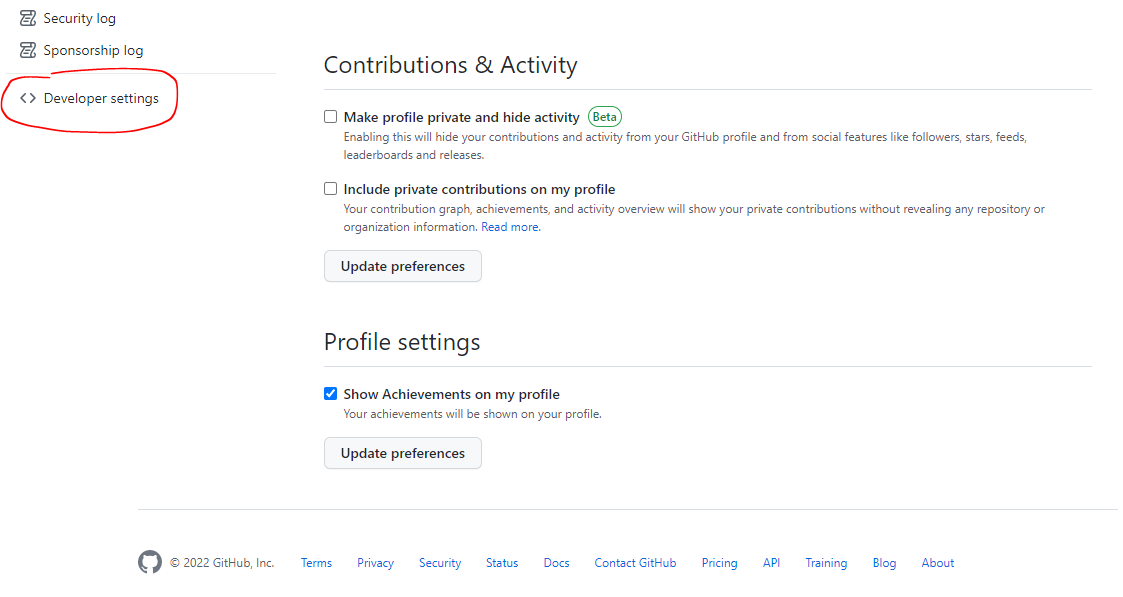 Security log
Sponsorship log
Developer settings
Contributions & Activity
Make profile private and hide activity Beta
Enabling this will hide your contributions and activity from your GitHub profile and from social features like followers, stars, feeds,
leaderboards and releases.
Include private contributions on my profile
Your contribution graph, achievements, and activity overview will show your private contributions without revealing any repository or
organization information. Read more.
Update preferences
Profile settings
Show Achievements on my profile
Your achievements will be shown on your profile.
Update preferences
© 2022 GitHub, Inc. Terms Privacy Security Status Docs Contact GitHub Pricing API Training Blog About